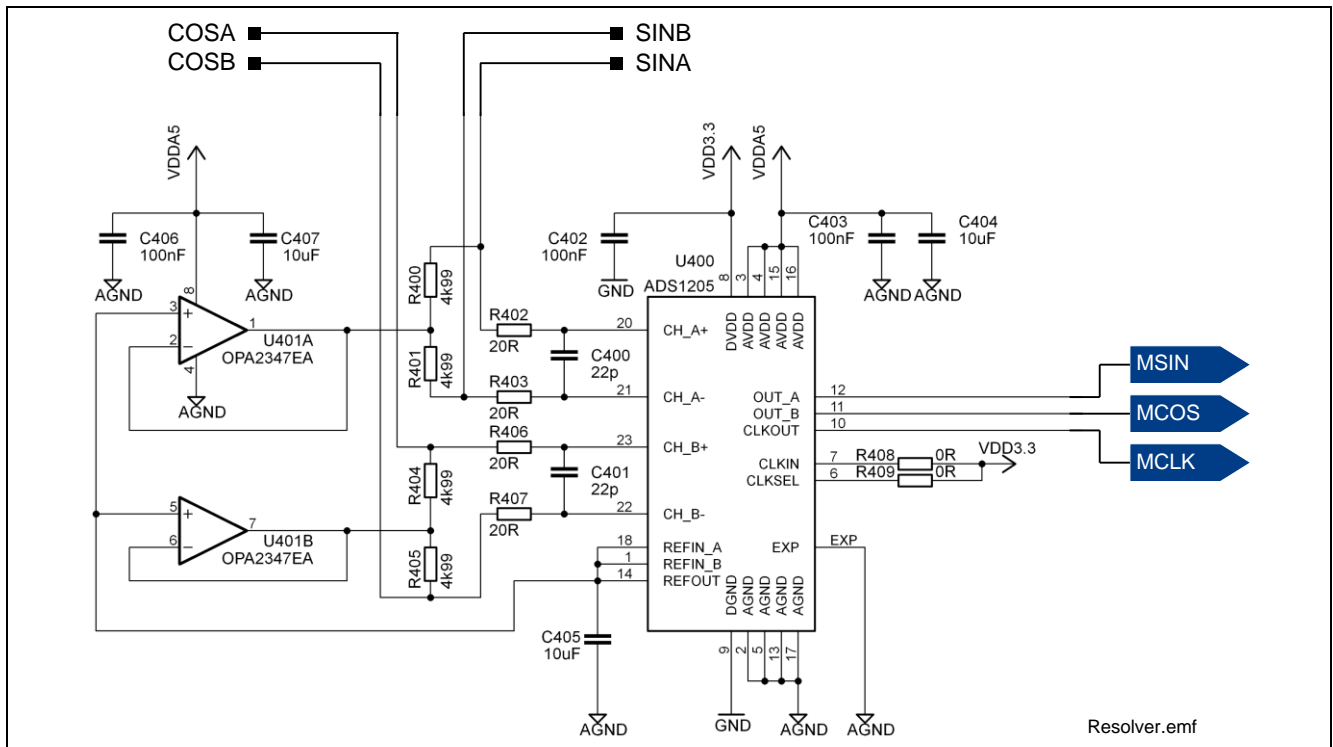 COSA
COSB
SINB
SINA
VDDA5
VDD3.3
VDDA5
C406
100nF
C407
10uF
AGND
AGND
C402
100nF
GND
C403
100nF
C404
10uF
AGND
AGND
U400
ADS1205
8
3
4
15
16
DVDD
AVDD
AVDD
AVDD
AVDD
3
+
2
-
8
4
1
U401A
OPA2347EA
AGND
R400
4k99
R401
4k99
R402
20R
C400
22p
R403
20R
R406
20R
C401
22p
R407
20R
R404
4k99
R405
4k99
5
+
6
-
7
U401B
OPA2347EA
20
CH_A+
21
CH_A-
23
CH_B+
22
CH_B-
18
REFIN_A
1
REFIN_B
14
REFOUT
OUT_A
12
OUT_B
11
CLKOUT
10
CLKIN
7
R408
0R
VDD3.3
CLKSEL
6
R409
0R
EXP
EXP
MSIN
MCOS
MCLK
DGND
AGND
AGND
AGND
AGND
9
2
5
13
17
C405
10uF
AGND
GND
AGND
AGND
Resolver.emf